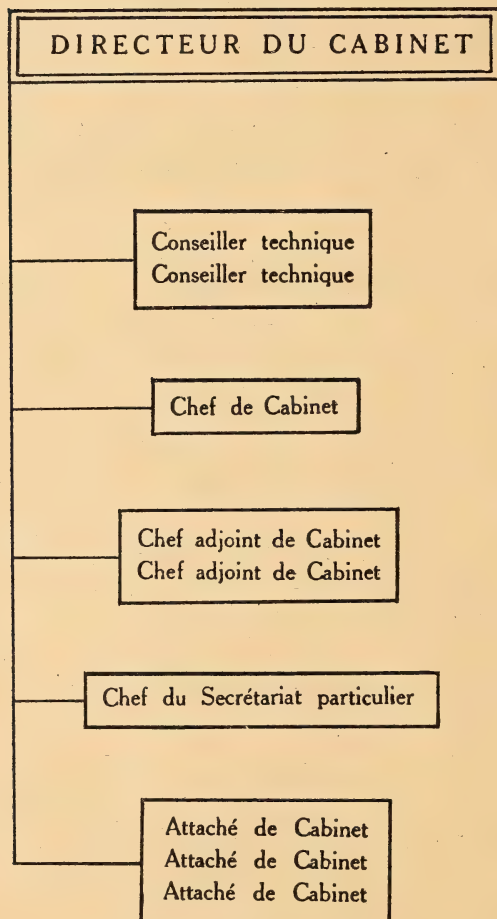 DIRECTEUR DU CABINET
Conseiller technique
Conseiller technique
Chef de Cabinet
Chef adjoint de Cabinet
Chef adjoint de Cabinet
Chef du Secrétariat particulier
Attaché de Cabinet
Attaché de Cabinet
Attaché de Cabinet